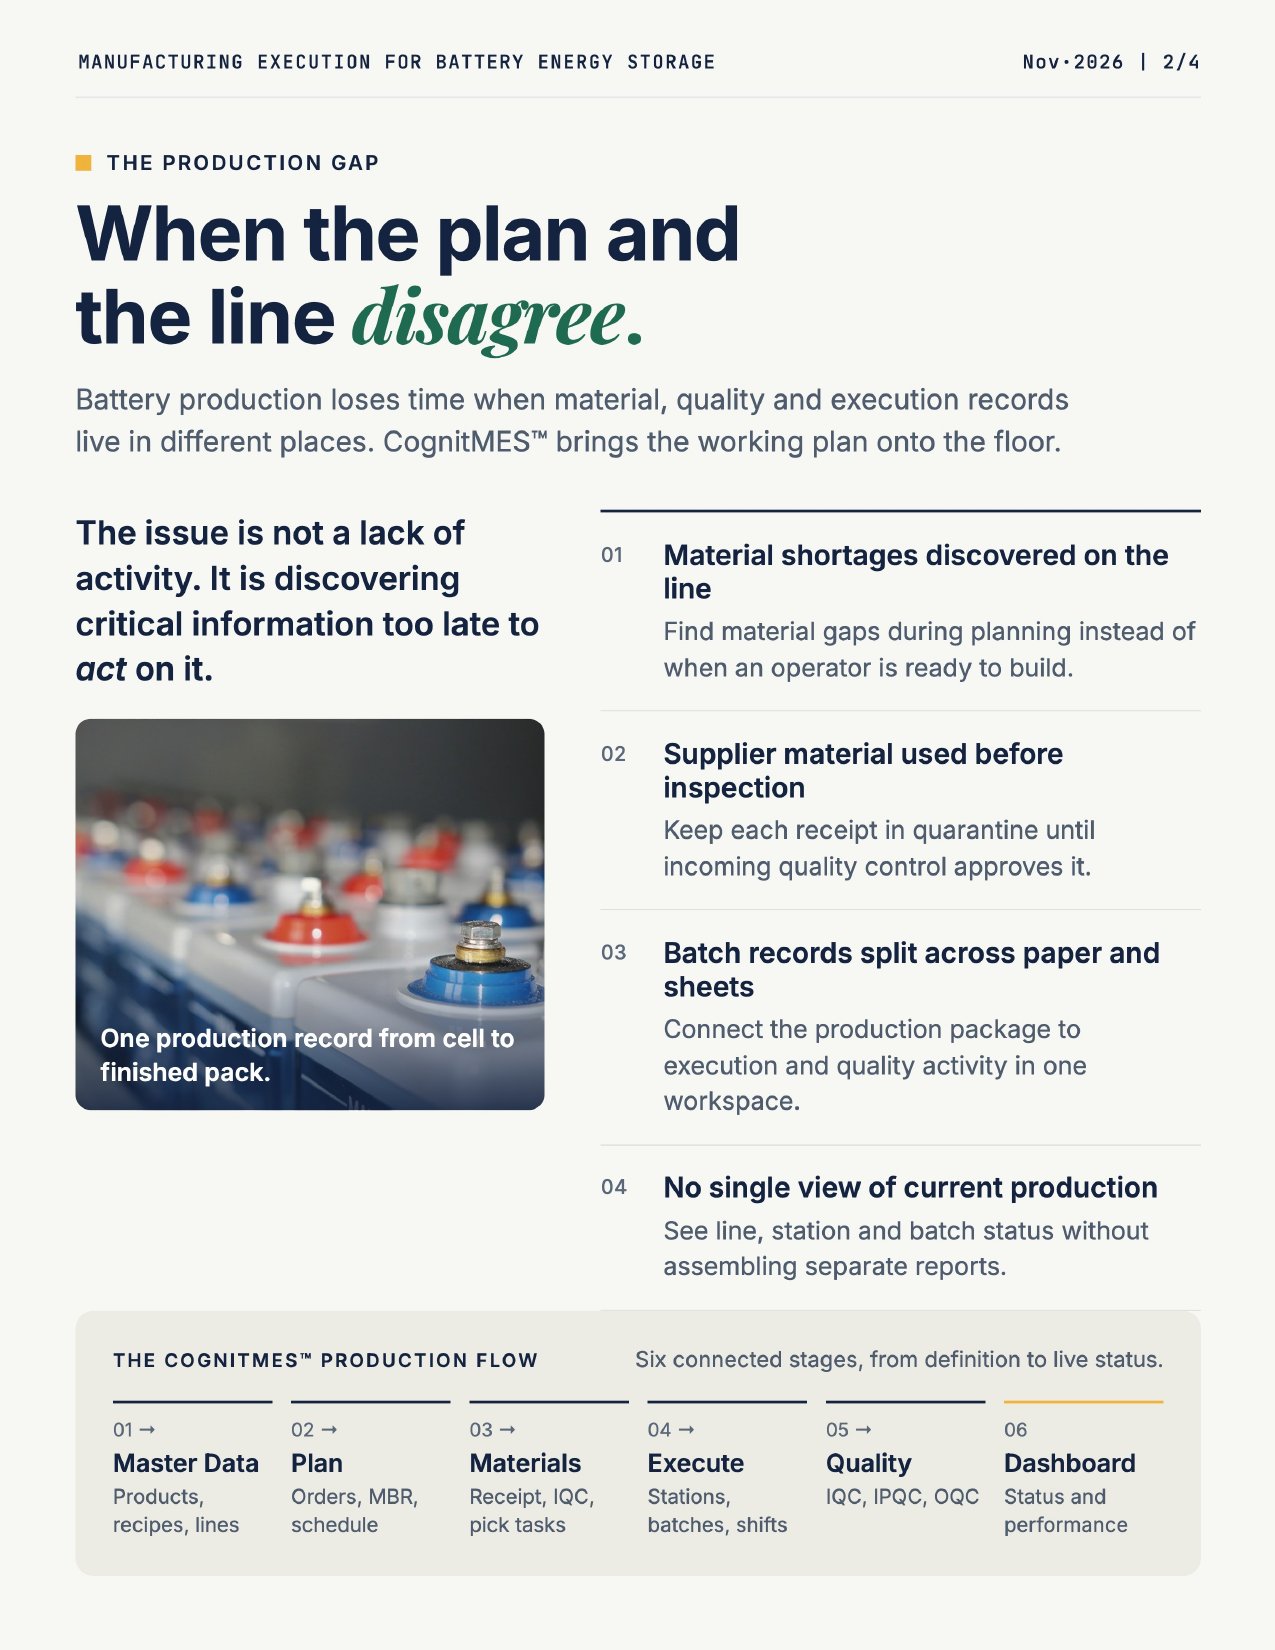 MANUFACTURING EXECUTION FOR BATTERY ENERGY STORAGE
Nov·2026 | 2/4
THE PRODUCTION GAP
When the plan and
the line disagree.
Battery production loses time when material, quality and execution records
live in different places. CognitMES™ brings the working plan onto the floor.
The issue is not a lack of
activity. It is discovering
critical information too late to
act on it.
One production record from cell to
finished pack.
01
Material shortages discovered on the
line
Find material gaps during planning instead of
when an operator is ready to build.
02
Supplier material used before
inspection
Keep each receipt in quarantine until
incoming quality control approves it.
03
Batch records split across paper and
sheets
Connect the production package to
execution and quality activity in one
workspace.
04
No single view of current production
See line, station and batch status without
assembling separate reports.
THE COGNITMES™ PRODUCTION FLOW
Six connected stages, from definition to live status.
01 →
Master Data
Products,
recipes, lines
02 →
Plan
Orders, MBR,
schedule
03 →
Materials
Receipt, IQC,
pick tasks
04 →
Execute
Stations,
batches, shifts
05 →
Quality
IQC, IPQC, OQC
06
Dashboard
Status and
performance